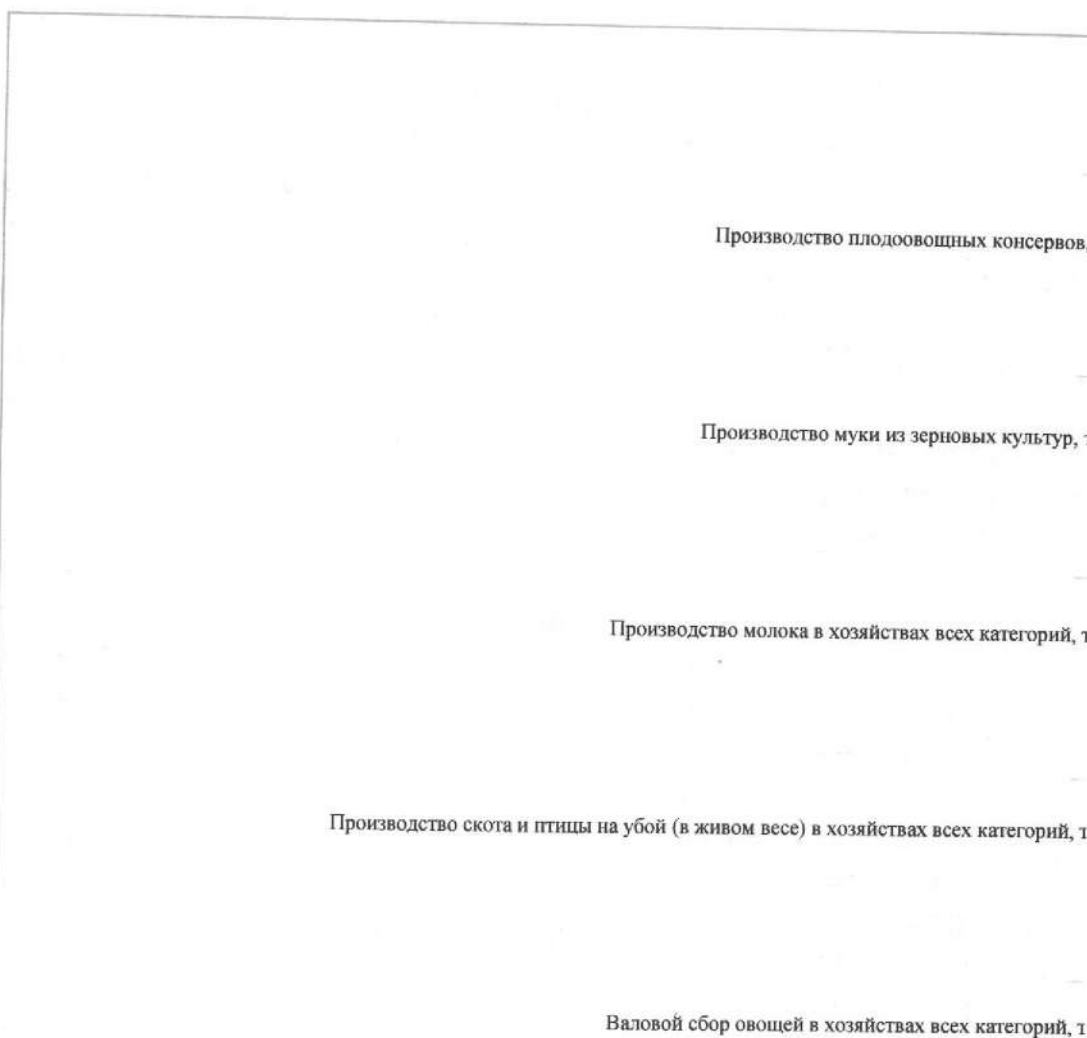 Производство плодоовощных консервов,
Производство муки из зерновых культур, т
Производство молока в хозяйствах всех категорий, т
Производство скота и птицы на убой (в живом весе) в хозяйствах всех категорий, т
Валовой сбор овощей в хозяйствах всех категорий, т